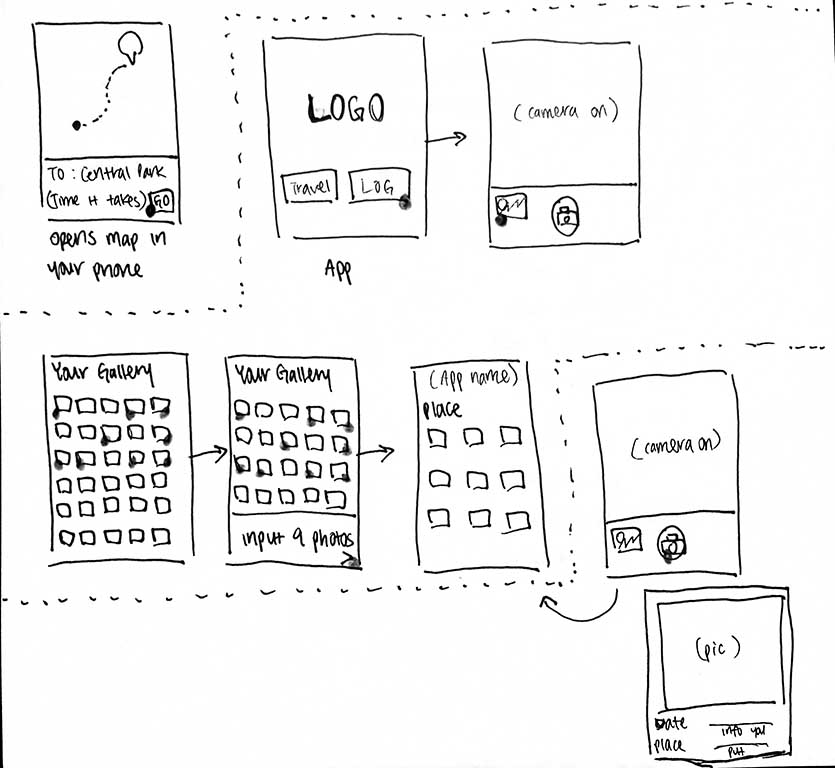 TO : Central Park
(Time it takes) GO
opens map in
your phone
LOGO
Travel
LOG
App
(camera on)
Your Gallery
Your Gallery
input 9 photos
(App name)
place
(camera on)
(pic)
Date
place
info you
put